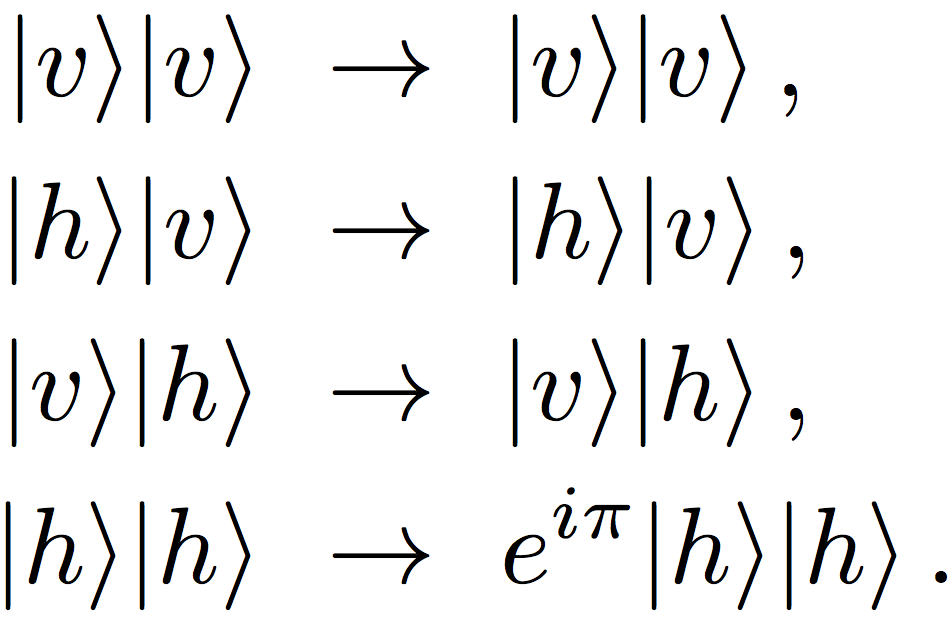 |v⟩|v⟩ → |v⟩|v⟩ ,
|h⟩|v⟩ → |h⟩|v⟩ ,
|v⟩|h⟩ → |v⟩|h⟩ ,
|h⟩|h⟩ → e^{iπ}|h⟩|h⟩ .